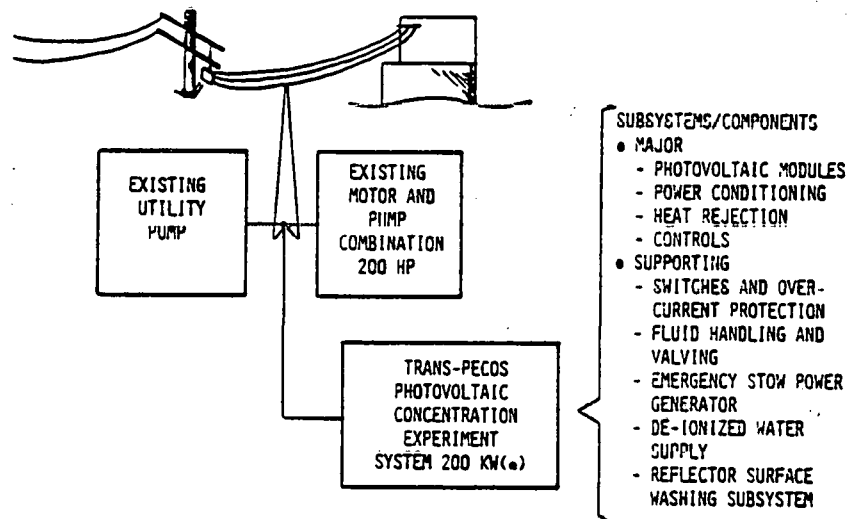 EXISTING
UTILITY
PUMP
EXISTING
MOTOR AND
PUMP
COMBINATION
200 HP
TRANS-PECOS
PHOTOVOLTAIC
CONCENTRATION
EXPERIMENT
SYSTEM 200 KW(e)
SUBSYSTEMS/COMPONENTS
• MAJOR
- PHOTOVOLTAIC MODULES
- POWER CONDITIONING
- HEAT REJECTION
- CONTROLS
• SUPPORTING
- SWITCHES AND OVER-
CURRENT PROTECTION
- FLUID HANDLING AND
VALVING
- EMERGENCY STOW POWER
GENERATOR
- DE-IONIZED WATER
SUPPLY
- REFLECTOR SURFACE
WASHING SUBSYSTEM